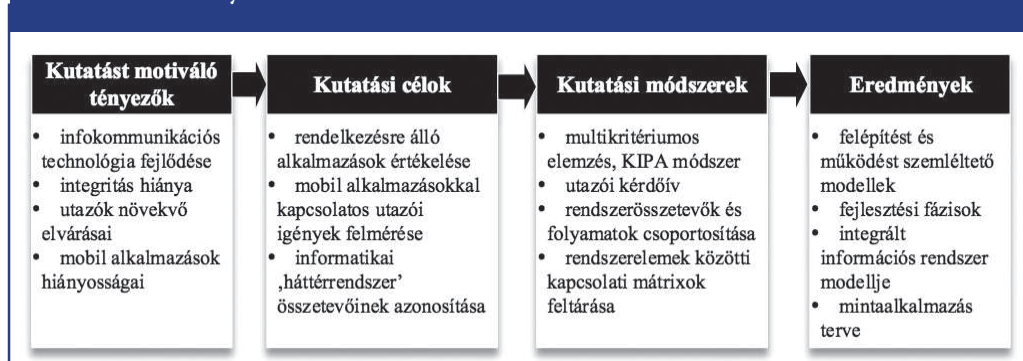 Kutatást motiváló
tényezők
• infokommunikációs
technológia fejlődése
• integritás hiánya
• utazók növekvő
elvárásai
• mobil alkalmazások
hiányosságai
Kutatási célok
• rendelkezésre álló
alkalmazások értékelése
• mobil alkalmazásokkal
kapcsolatos utazói
igények felmérése
• informatikai
‚háttérrendszer’
összetevőinek azonosítása
Kutatási módszerek
• multikritériumos
elemzés, KIPA módszer
• utazói kérdőív
• rendszerösszetevők és
folyamatok csoportosítása
• rendszerelemek közötti
kapcsolati mátrixok
feltárása
Eredmények
• felépítést és
működést szemléltető
modellek
• fejlesztési fázisok
• integrált
információs rendszer
modellje
• mintaalkalmazás
terve